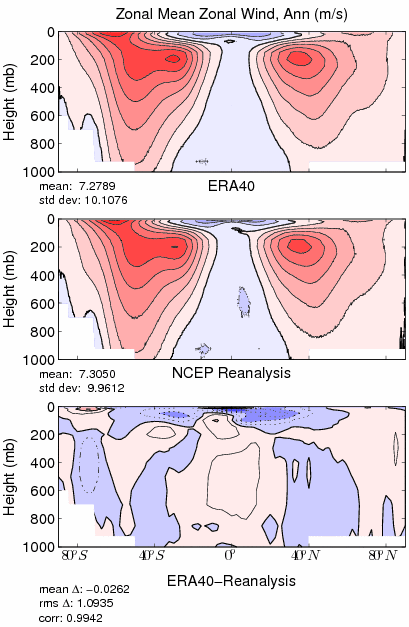 Zonal Mean Zonal Wind, Ann (m/s)
0
200
400
600
800
1000
Height (mb)
mean: 7.2789
std dev: 10.1076
ERA40
0
200
400
600
800
1000
Height (mb)
mean: 7.3050
std dev: 9.9612
NCEP Reanalysis
0
200
400
600
800
1000
Height (mb)
80°S 40°S 0° 40°N 80°N
ERA40−Reanalysis
mean Δ: −0.0262
rms Δ: 1.0935
corr: 0.9942